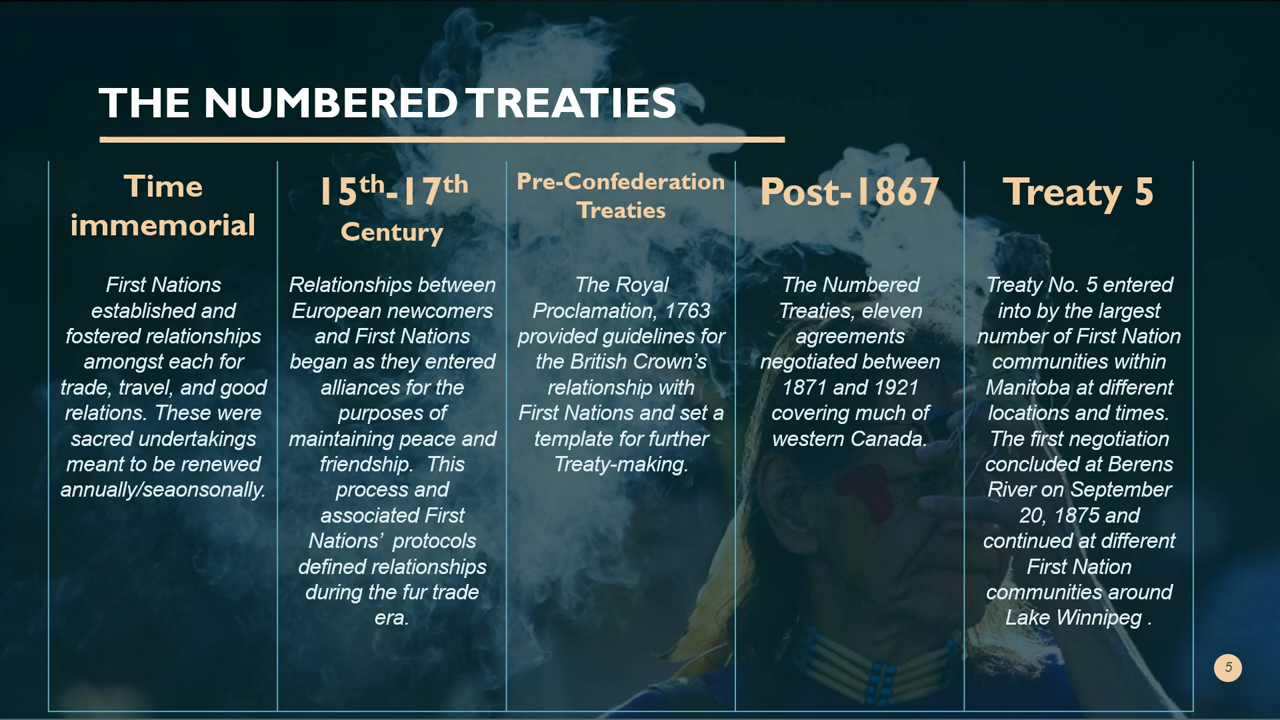 THE NUMBERED TREATIES
Time
immemorial
First Nations
established and
fostered relationships
amongst each for
trade, travel, and good
relations. These were
sacred undertakings
meant to be renewed
annually/seaonsonally.
15th-17th
Century
Relationships between
European newcomers
and First Nations
began as they entered
alliances for the
purposes of
maintaining peace and
friendship.  This
process and
associated First
Nations’  protocols
defined relationships
during the fur trade
era.
Pre-Confederation
Treaties
The Royal
Proclamation, 1763
provided guidelines for
the British Crown’s
relationship with
First Nations and set a
template for further
Treaty-making.
Post-1867
The Numbered
Treaties, eleven
agreements
negotiated between
1871 and 1921
covering much of
western Canada.
Treaty 5
Treaty No. 5 entered
into by the largest
number of First Nation
communities within
Manitoba at different
locations and times.
The first negotiation
concluded at Berens
River on September
20, 1875 and
continued at different
First Nation
communities around
Lake Winnipeg .
5